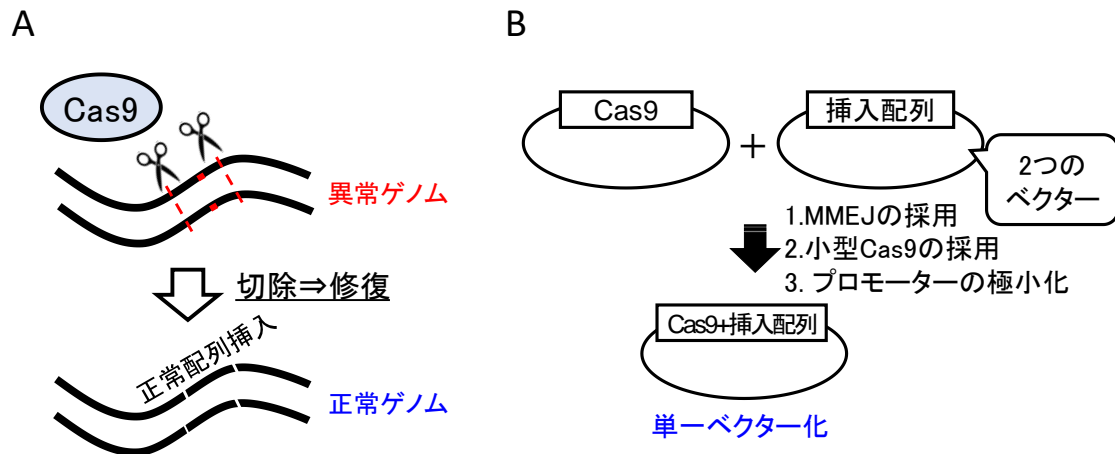 A
Cas9
異常ゲノム
切除⇒修復
正常配列挿入
正常ゲノム
B
Cas9
+
挿入配列
2つの
ベクター
1.MMEJの採用
2.小型Cas9の採用
3. プロモーターの極小化
Cas9+挿入配列
単一ベクター化